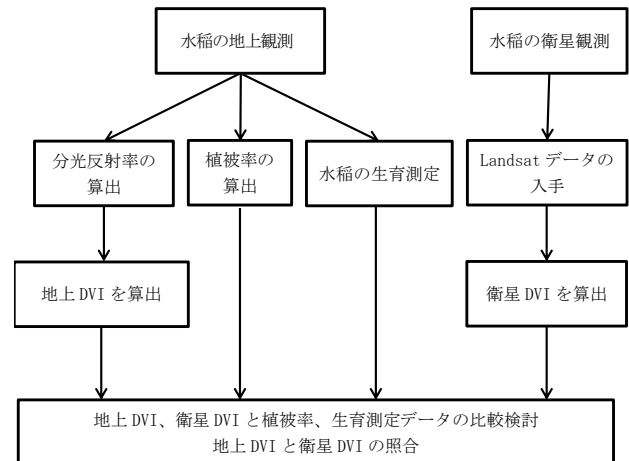 水稲の地上観測
水稲の衛星観測
分光反射率の
算出
植被率の
算出
水稲の生育測定
Landsat データの
入手
地上 DVI を算出
衛星 DVI を算出
地上 DVI、衛星 DVI と植被率、生育測定データの比較検討
地上 DVI と衛星 DVI の照合